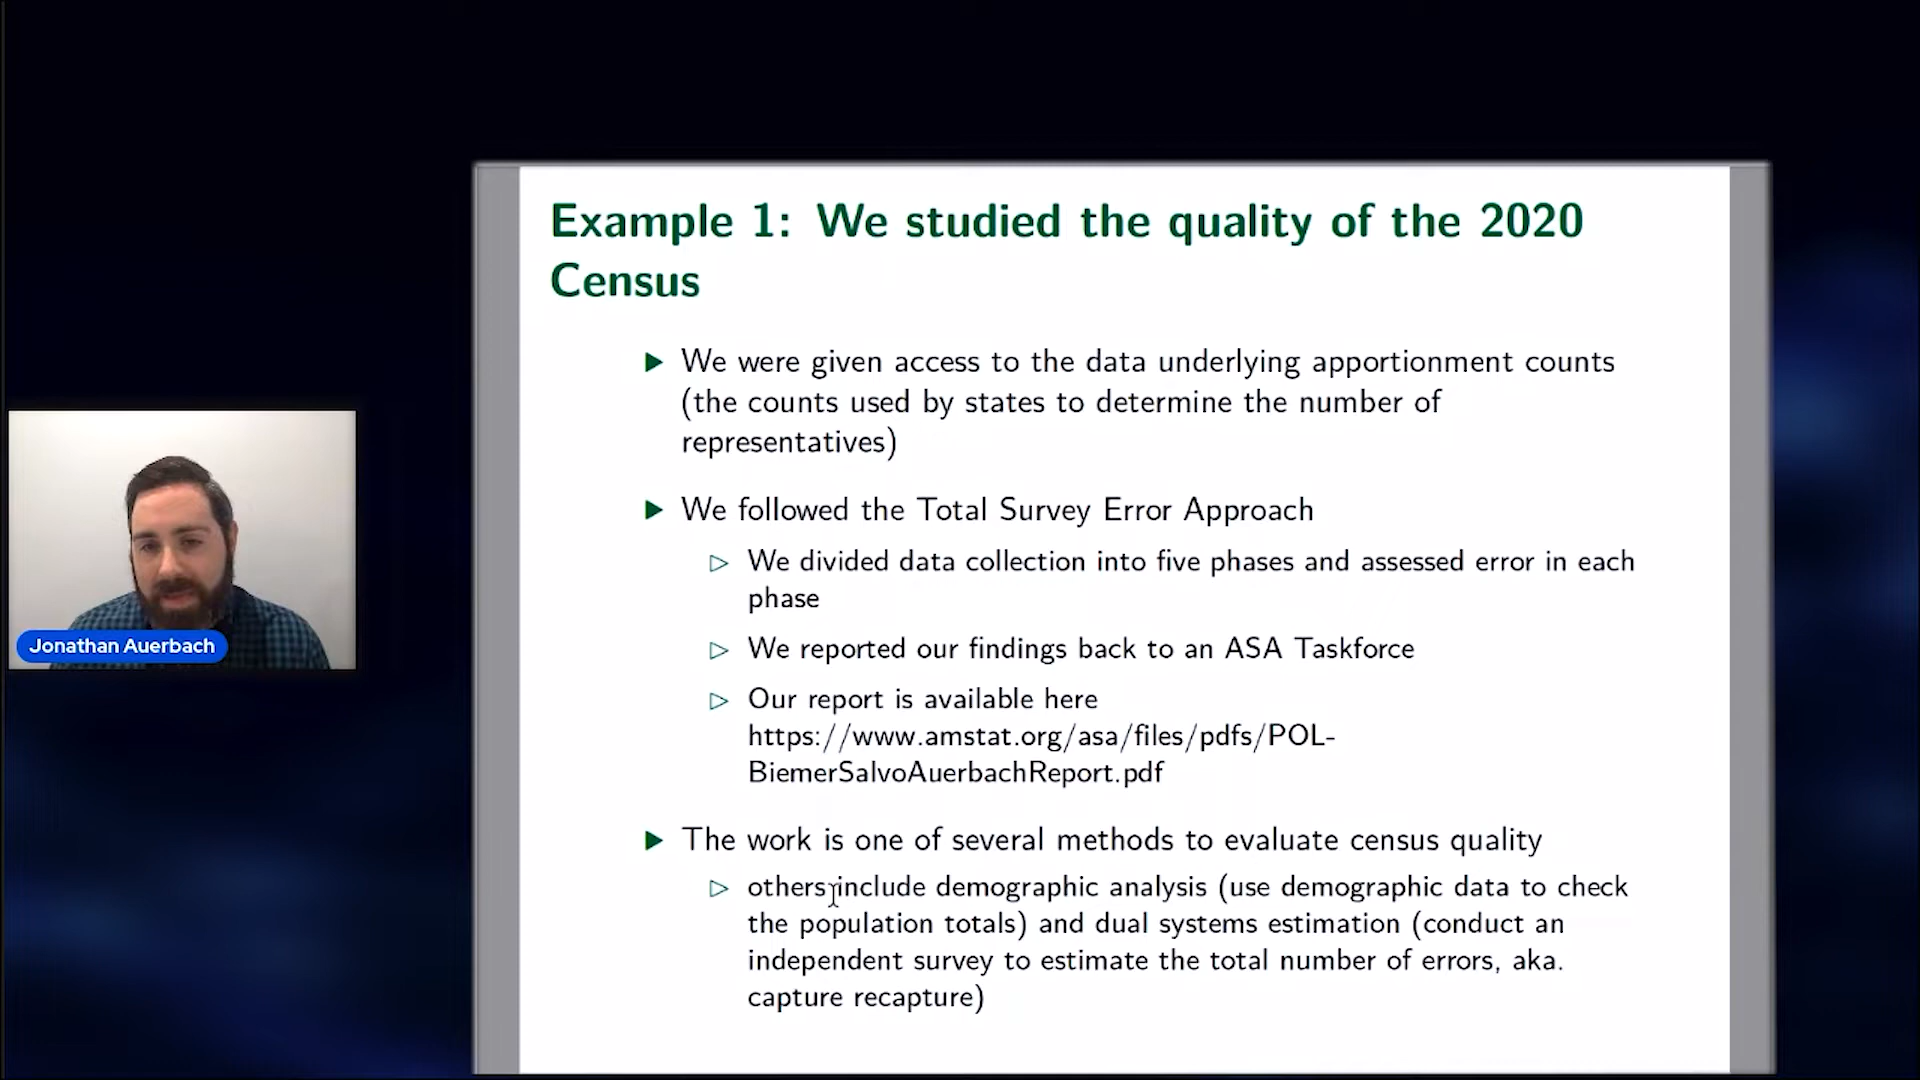 Example 1: We studied the quality of the 2020
Census
We were given access to the data underlying apportionment counts
(the counts used by states to determine the number of
representatives)
We followed the Total Survey Error Approach
We divided data collection into five phases and assessed error in each
phase
We reported our findings back to an ASA Taskforce
Our report is available here
https://www.amstat.org/asa/files/pdfs/POL-
BiemerSalvoAuerbachReport.pdf
The work is one of several methods to evaluate census quality
others include demographic analysis (use demographic data to check
the population totals) and dual systems estimation (conduct an
independent survey to estimate the total number of errors, aka.
capture recapture)
Jonathan Auerbach